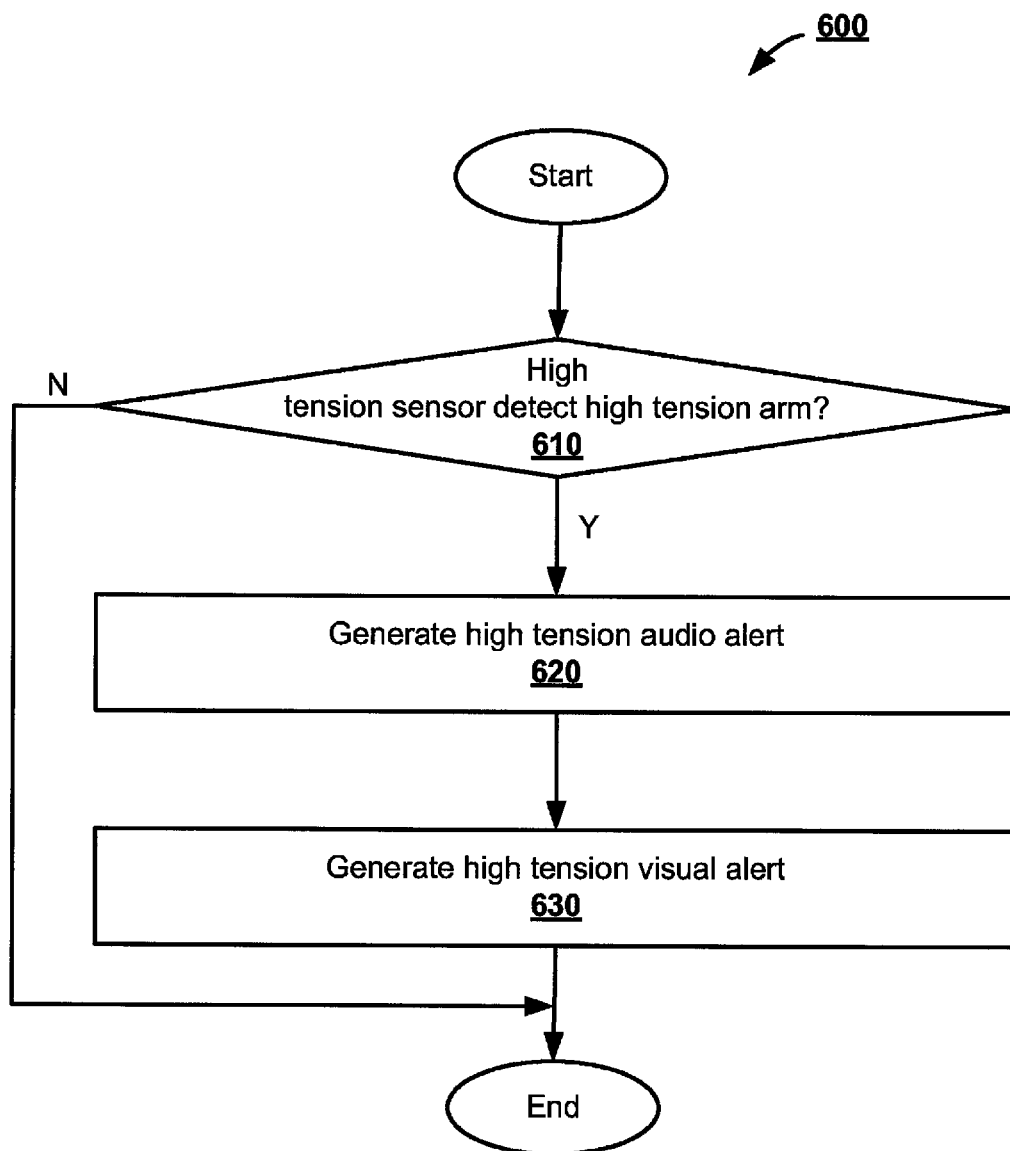 600
Start
High
tension sensor detect high tension arm?
610
N
Y
Generate high tension audio alert
620
Generate high tension visual alert
630
End